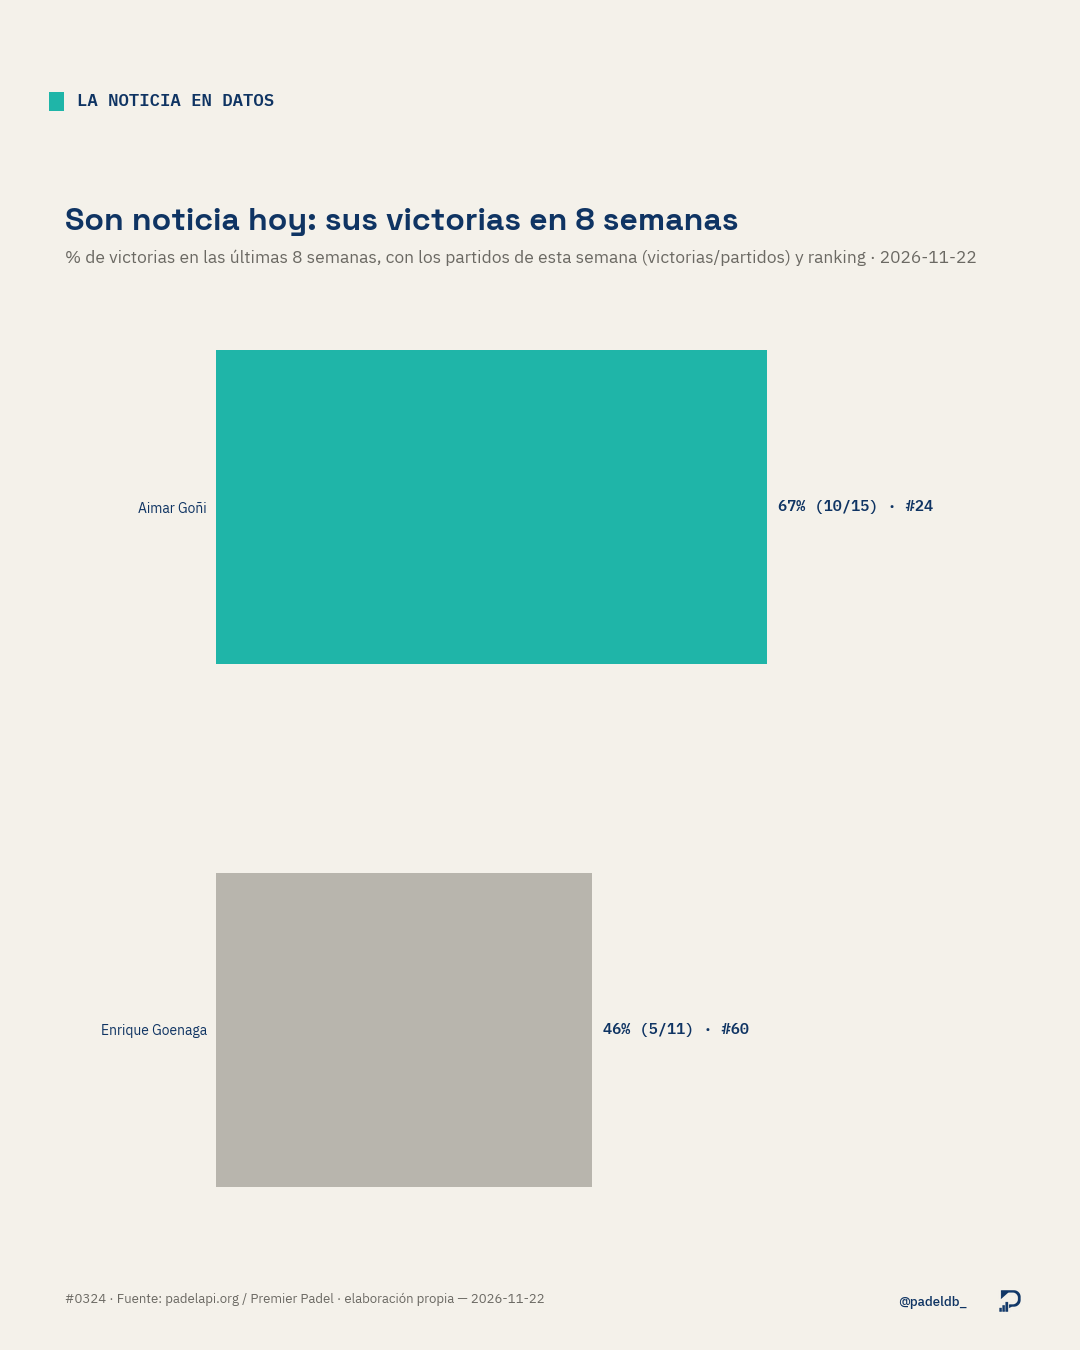 LA NOTICIA EN DATOS
Son noticia hoy: sus victorias en 8 semanas
% de victorias en las últimas 8 semanas, con los partidos de esta semana (victorias/partidos) y ranking · 2026-11-22
Aimar Goñi
67% (10/15) · #24
Enrique Goenaga
46% (5/11) · #60
#0324 · Fuente: padelapi.org / Premier Padel · elaboración propia — 2026-11-22
@padeldb_